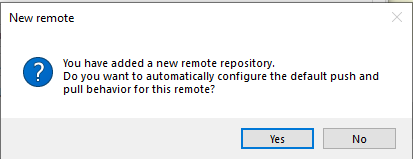 New remote
You have added a new remote repository.
Do you want to automatically configure the default push and
pull behavior for this remote?
Yes
No